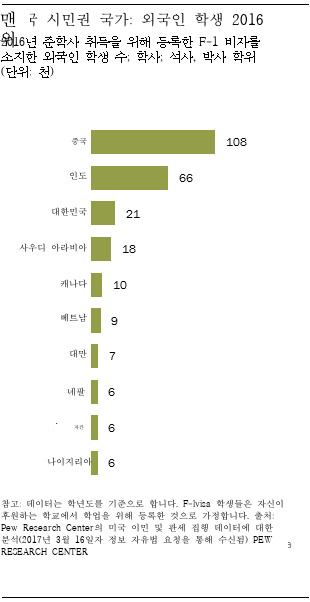 맨 국 시민권 국가: 외국인 학생 2016
2016년 준학사 취득을 위해 등록한 F-1 비자를
소지한 외국인 학생 수; 학사; 석사, 박사 학위
(단위: 천)
중국 108
인도 66
대한민국 21
사우디 아라비아 18
캐나다 10
베트남 9
대만 7
네팔 6
6
나이지리아 6
참고: 데이터는 학년도를 기준으로 합니다. F-1visa 학생들은 자신이
후원하는 학교에서 학업을 위해 등록한 것으로 가정합니다. 출처:
Pew Research Center의 미국 이민 및 관세 집행 데이터에 대한
분석(2017년 3월 16일자 정보 자유법 요청을 통해 수신됨) PEW
RESEARCH CENTER